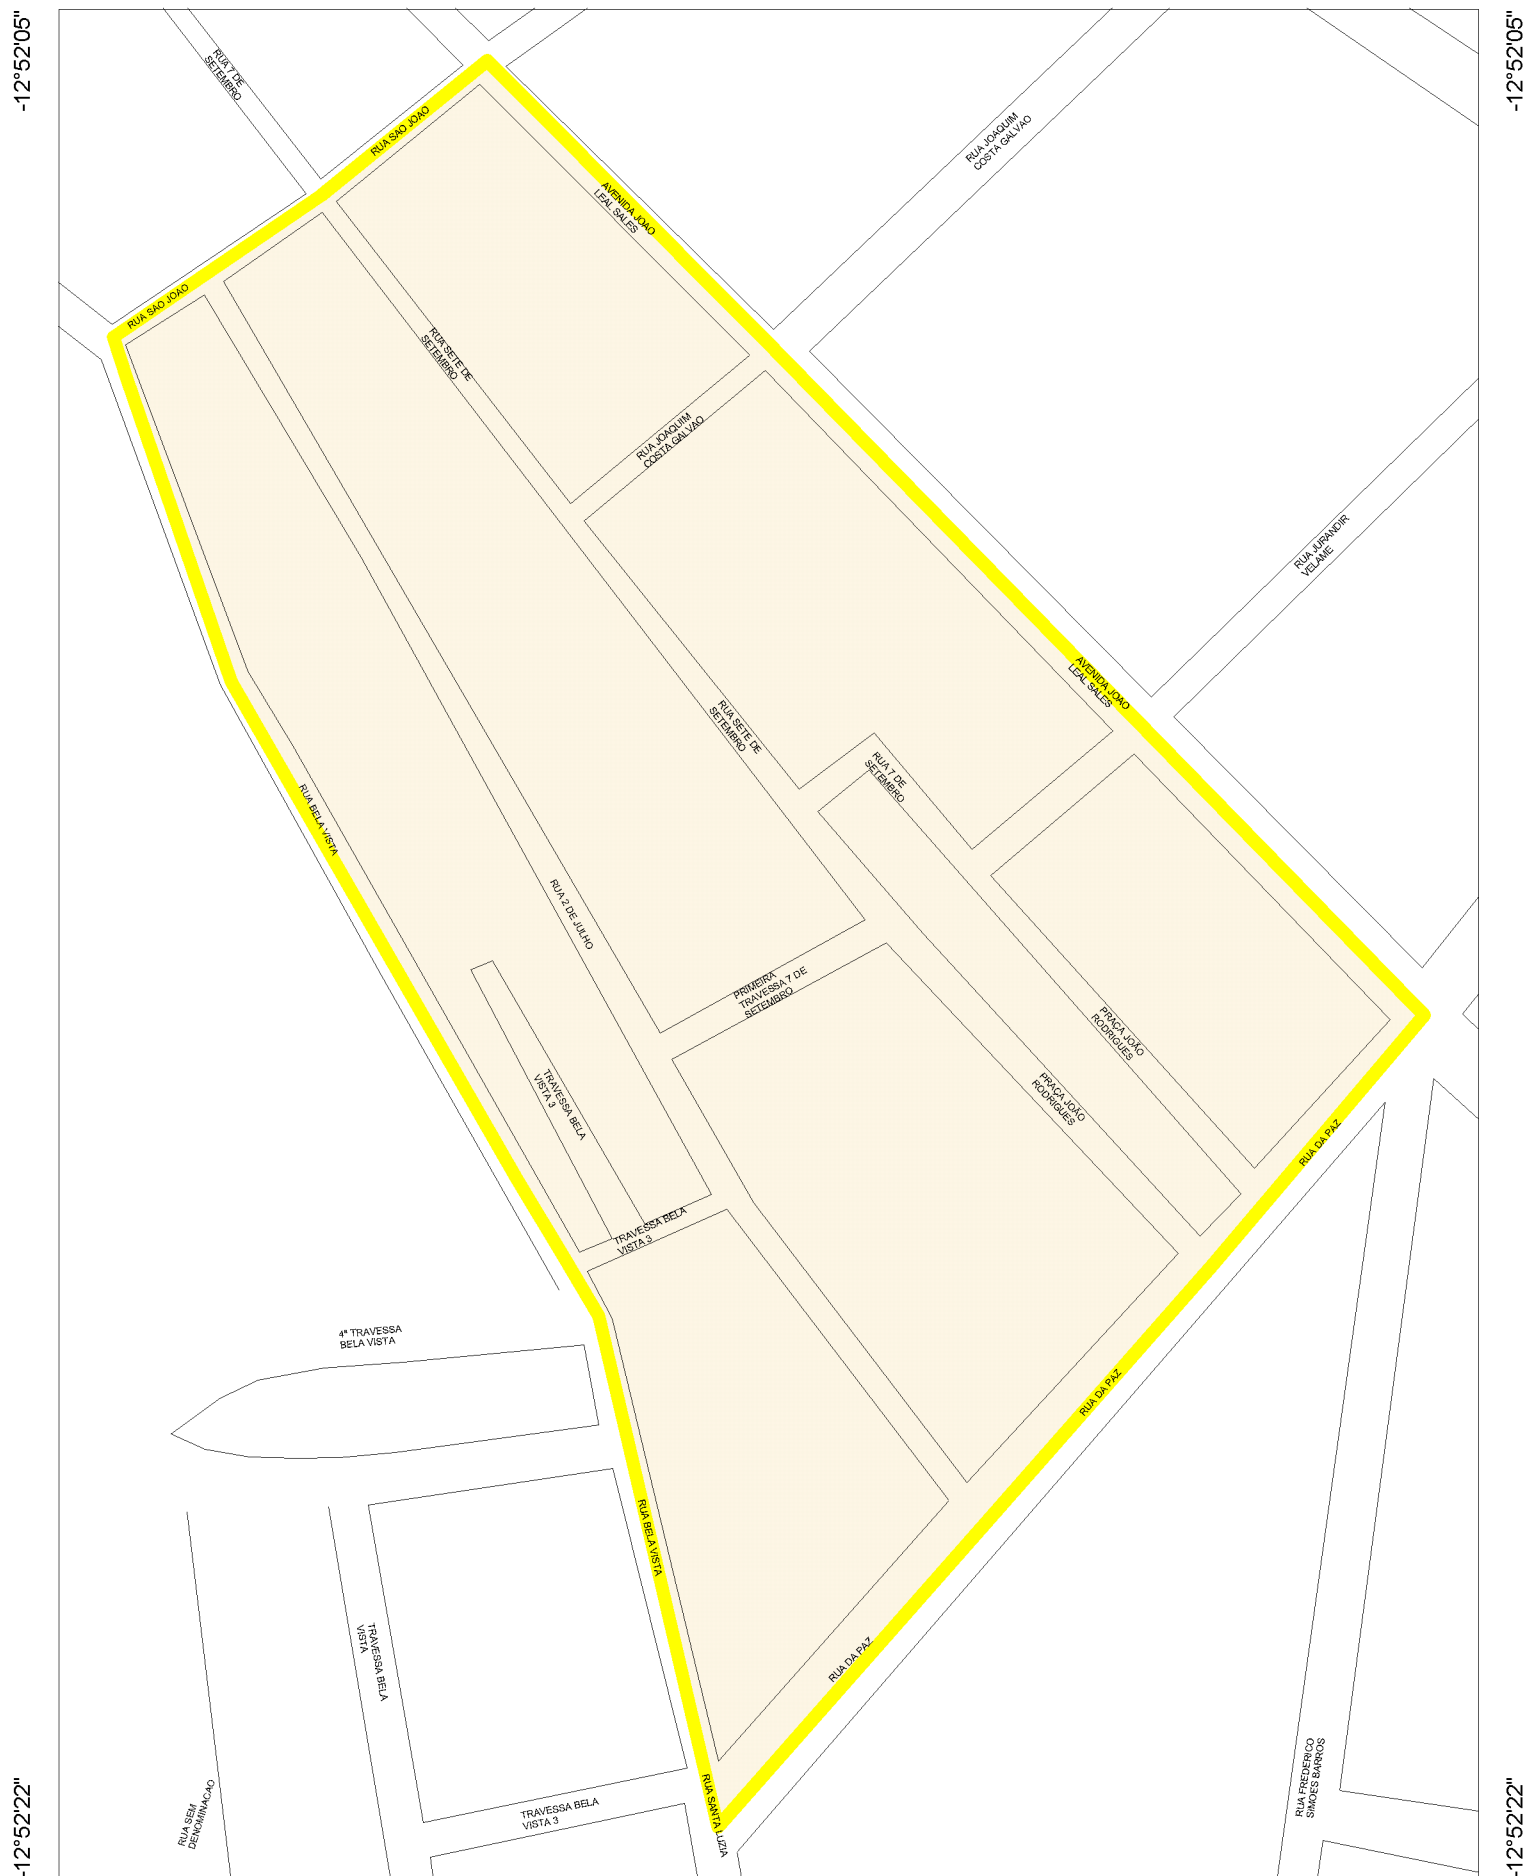 -12°52'05"
-12°52'05"
RUA 7 DE
SETEMBRO
RUA SAO JOAO
RUA JOAQUIM
COSTA GALVAO
AVENIDA JOAO
LEAL SALES
RUA SAO JOAO
RUA SETE DE
SETEMBRO
RUA JOAQUIM
COSTA GALVAO
RUA JURANDIR
VELAME
AVENIDA JOAO
LEAL SALES
RUA SETE DE
SETEMBRO
RUA 7 DE
SETEMBRO
RUA BELA VISTA
RUA 2 DE JULHO
PRIMEIRA
TRAVESSA 7 DE
SETEMBRO
PRAÇA JOÃO
RODRIGUES
PRAÇA JOÃO
RODRIGUES
TRAVESSA BELA
VISTA 3
RUA DA PAZ
TRAVESSA BELA
VISTA 3
4ª TRAVESSA
BELA VISTA
RUA DA PAZ
RUA BELA VISTA
TRAVESSA BELA
VISTA
RUA DA PAZ
RUA SEM
DENOMINACAO
TRAVESSA BELA
VISTA 3
RUA SANTA LUZIA
RUA FREDERICO
SIMOES BARROS
-12°52'22"
-12°52'22"